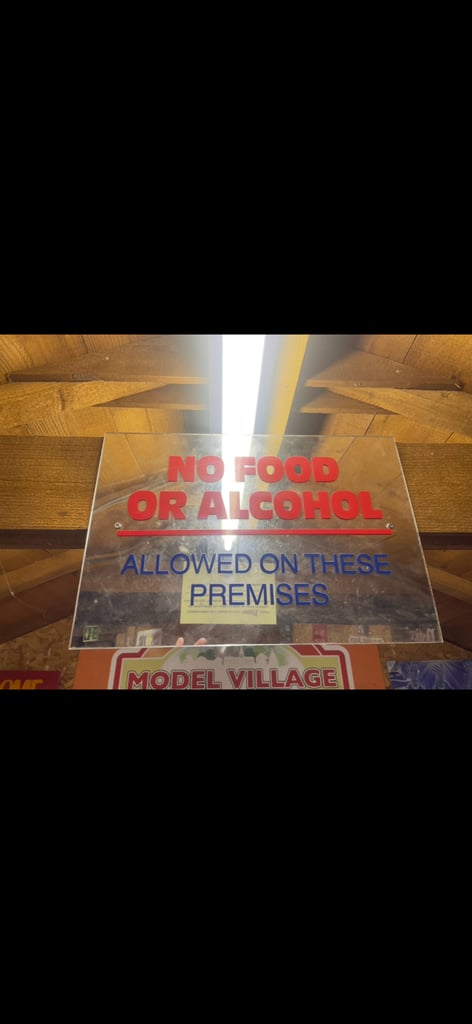 NO FOOD
OR ALCOHOL
ALLOWED ON THESE
PREMISES
MODEL VILLAGE